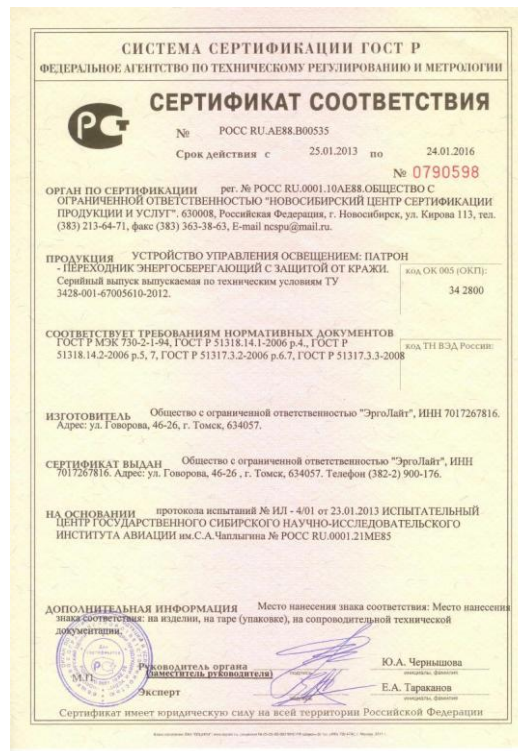 СИСТЕМА СЕРТИФИКАЦИИ ГОСТ Р
ФЕДЕРАЛЬНОЕ АГЕНТСТВО ПО ТЕХНИЧЕСКОМУ РЕГУЛИРОВАНИЮ И МЕТРОЛОГИИ
СЕРТИФИКАТ СООТВЕТСТВИЯ
№ РОСС RU.АЕ88.В00535
Срок действия с 25.01.2013 по 24.01.2016
№ 0790598
ОРГАН ПО СЕРТИФИКАЦИИ рег. № РОСС RU.0001.10АЕ88.ОБЩЕСТВО С
ОГРАНИЧЕННОЙ ОТВЕТСТВЕННОСТЬЮ "НОВОСИБИРСКИЙ ЦЕНТР СЕРТИФИКАЦИИ
ПРОДУКЦИИ И УСЛУГ". 630008, Российская Федерация, г. Новосибирск, ул. Кирова 113, тел.
(383) 213-64-71, факс (383) 363-38-63, E-mail ncspu@mail.ru.
ПРОДУКЦИЯ УСТРОЙСТВО УПРАВЛЕНИЯ ОСВЕЩЕНИЕМ: ПАТРОН
- ПЕРЕХОДНИК ЭНЕРГОСБЕРЕГАЮЩИЙ С ЗАЩИТОЙ ОТ КРАЖИ.
Серийный выпуск выпускаемая по техническим условиям ТУ
3428-001-67005610-2012.
код ОК 005 (ОКП):
34 2800
СООТВЕТСТВУЕТ ТРЕБОВАНИЯМ НОРМАТИВНЫХ ДОКУМЕНТОВ
ГОСТ Р МЭК 730-2-1-94, ГОСТ Р 51318.14.1-2006 р.4., ГОСТ Р
51318.14.2-2006 р.5, 7, ГОСТ Р 51317.3.2-2006 р.6.7, ГОСТ Р 51317.3.3-2008
код ТН ВЭД России:
ИЗГОТОВИТЕЛЬ Общество с ограниченной ответственностью "ЭргоЛайт", ИНН 7017267816.
Адрес: ул. Говорова, 46-26, г. Томск, 634057.
СЕРТИФИКАТ ВЫДАН Общество с ограниченной ответственностью "ЭргоЛайт", ИНН
7017267816. Адрес: ул. Говорова, 46-26 , г. Томск, 634057. Телефон (382-2) 900-176.
НА ОСНОВАНИИ протокола испытаний № ИЛ - 4/01 от 23.01.2013 ИСПЫТАТЕЛЬНЫЙ
ЦЕНТР ГОСУДАРСТВЕННОГО СИБИРСКОГО НАУЧНО-ИССЛЕДОВАТЕЛЬСКОГО
ИНСТИТУТА АВИАЦИИ им.С.А.Чаплыгина № РОСС RU.0001.21МЕ85
ДОПОЛНИТЕЛЬНАЯ ИНФОРМАЦИЯ Место нанесения знака соответствия: Место нанесения
знака соответствия: на изделии, на таре (упаковке), на сопроводительной технической
документации.
М.П.
Руководитель органа
(заместитель руководителя)
Ю.А. Чернышова
инициалы, фамилия
Эксперт
Е.А. Тараканов
инициалы, фамилия
Сертификат имеет юридическую силу на всей территории Российской Федерации